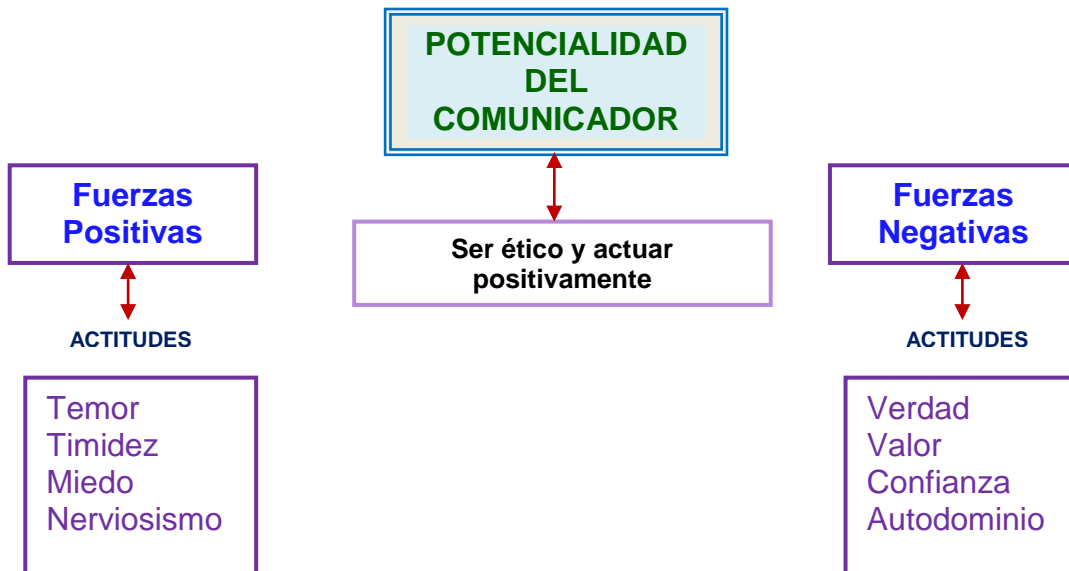 POTENCIALIDAD
DEL
COMUNICADOR
Fuerzas
Positivas
Ser ético y actuar
positivamente
Fuerzas
Negativas
ACTITUDES
ACTITUDES
Temor
Timidez
Miedo
Nerviosismo
Verdad
Valor
Confianza
Autodominio